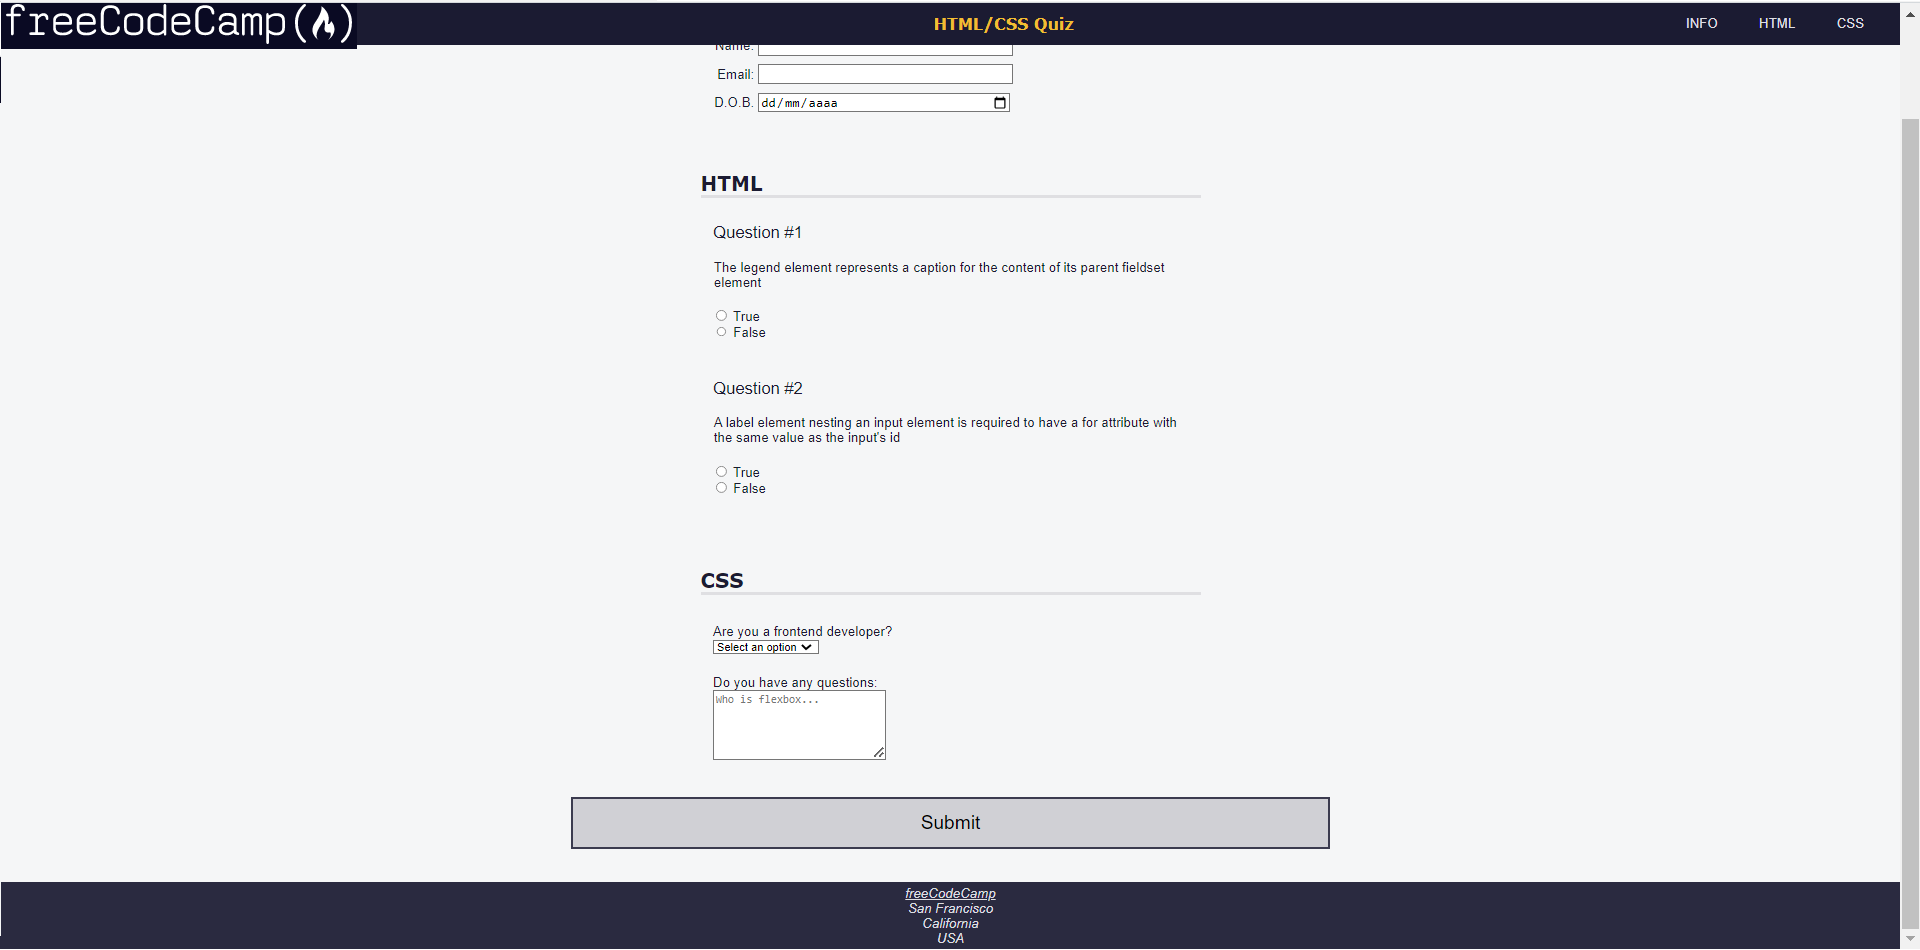 freeCodeCamp(🔥)
HTML/CSS Quiz
INFO
HTML
CSS
Name:
Email:
D.O.B.
dd/mm/aaaa
HTML
Question #1
The legend element represents a caption for the content of its parent fieldset
element
True
False
Question #2
A label element nesting an input element is required to have a for attribute with
the same value as the input's id
True
False
CSS
Are you a frontend developer?
Select an option
Do you have any questions:
Who is flexbox...
Submit
freeCodeCamp
San Francisco
California
USA